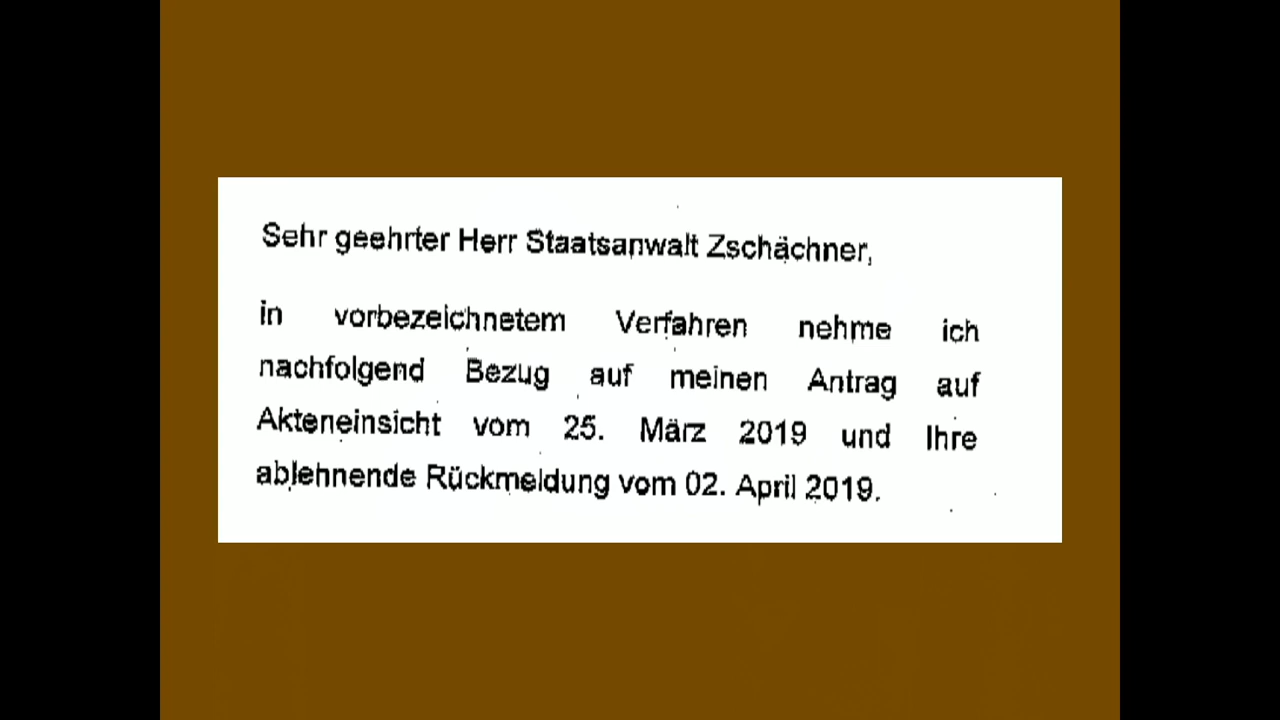 Sehr geehrter Herr Staatsanwalt Zschächner,
in vorbezeichnetem Verfahren nehme ich
nachfolgend Bezug auf meinen Antrag auf
Akteneinsicht vom 25. März 2019 und Ihre
ablehnende Rückmeldung vom 02. April 2019.